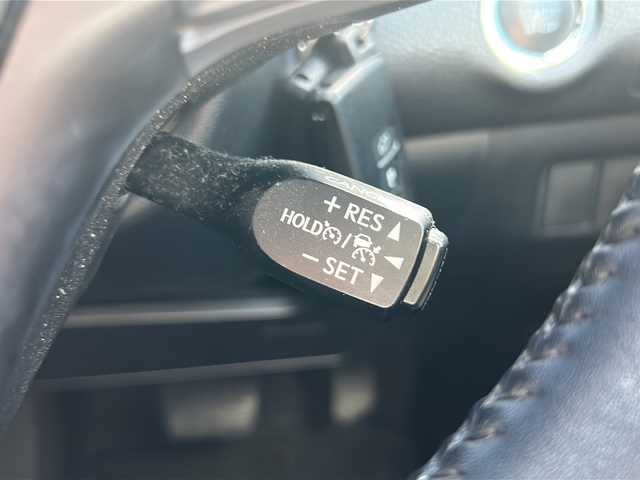 CANCEL
+ RES
HOLD /
− SET